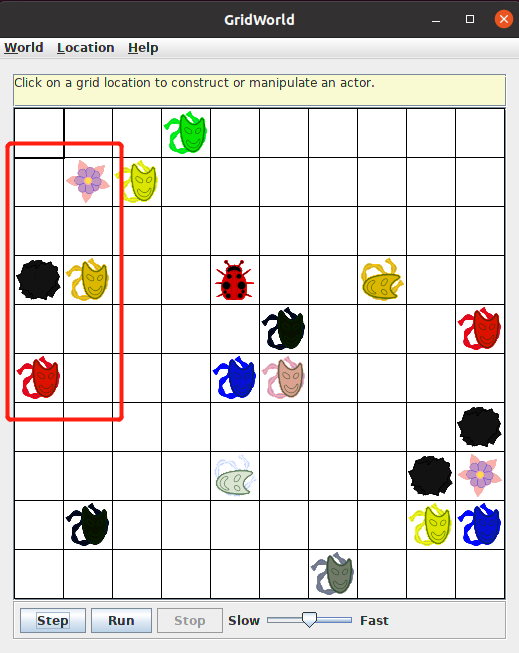 GridWorld
World Location Help
Click on a grid location to construct or manipulate an actor.
Step Run Stop Slow Fast